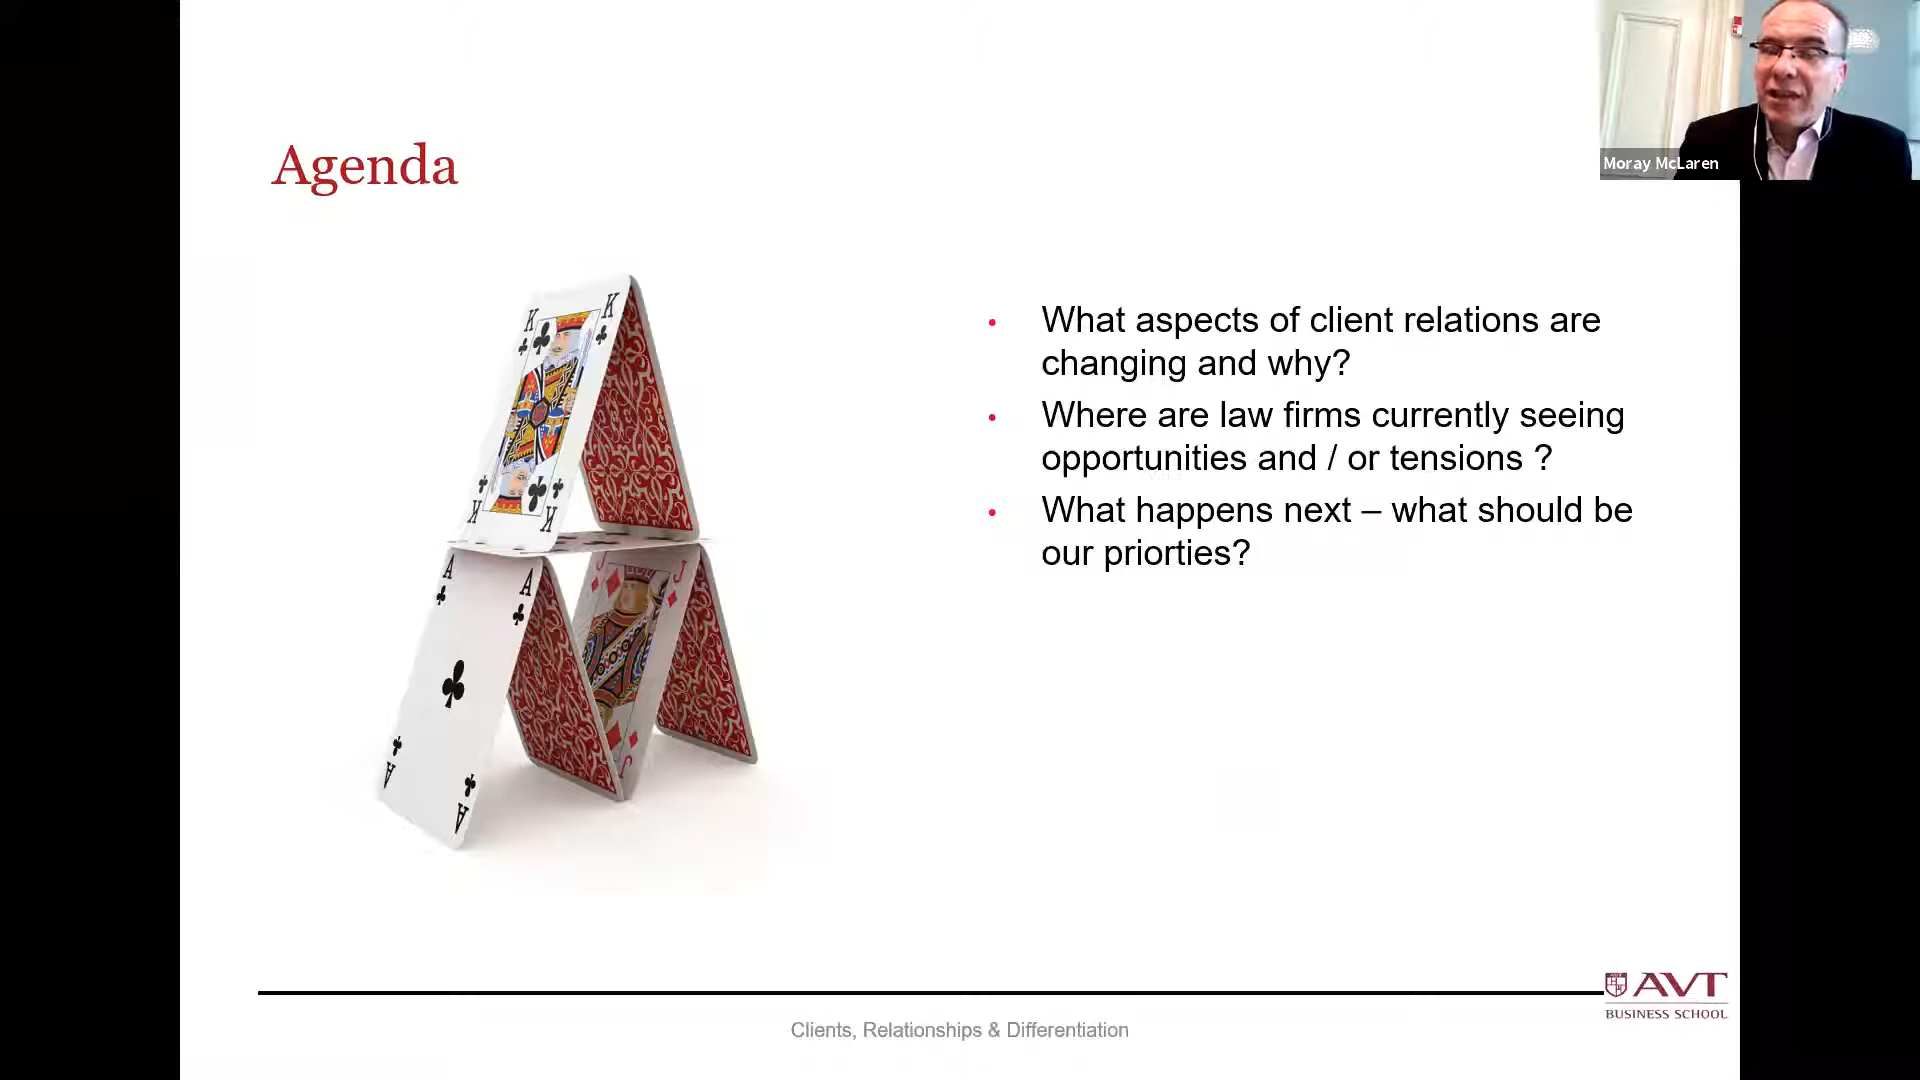 Moray McLaren
Agenda
K
K
K
K
A
A
A
A
J
J
J
• What aspects of client relations are
changing and why?
• Where are law firms currently seeing
opportunities and / or tensions ?
• What happens next – what should be
our priorties?
AVT
BUSINESS SCHOOL
Clients, Relationships & Differentiation